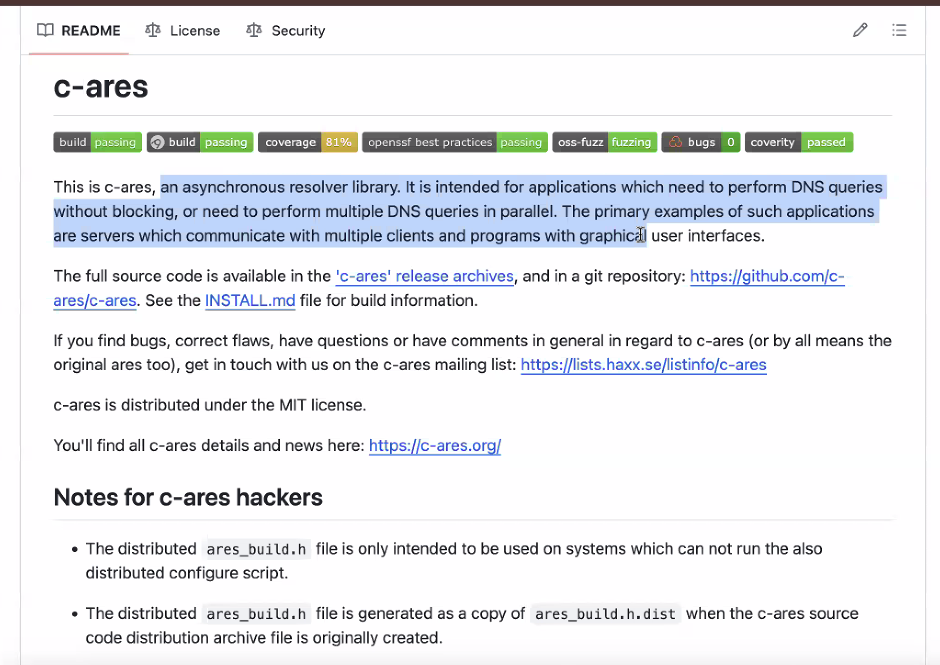 README License Security
c-ares
build passing build passing coverage 81% openssf best practices passing oss-fuzz fuzzing bugs 0 coverity passed
This is c-ares, an asynchronous resolver library. It is intended for applications which need to perform DNS queries
without blocking, or need to perform multiple DNS queries in parallel. The primary examples of such applications
are servers which communicate with multiple clients and programs with graphical user interfaces.
The full source code is available in the 'c-ares' release archives, and in a git repository: https://github.com/c-
ares/c-ares. See the INSTALL.md file for build information.
If you find bugs, correct flaws, have questions or have comments in general in regard to c-ares (or by all means the
original ares too), get in touch with us on the c-ares mailing list: https://lists.haxx.se/listinfo/c-ares
c-ares is distributed under the MIT license.
You'll find all c-ares details and news here: https://c-ares.org/
Notes for c-ares hackers
• The distributed ares_build.h file is only intended to be used on systems which can not run the also
distributed configure script.
• The distributed ares_build.h file is generated as a copy of ares_build.h.dist when the c-ares source
code distribution archive file is originally created.